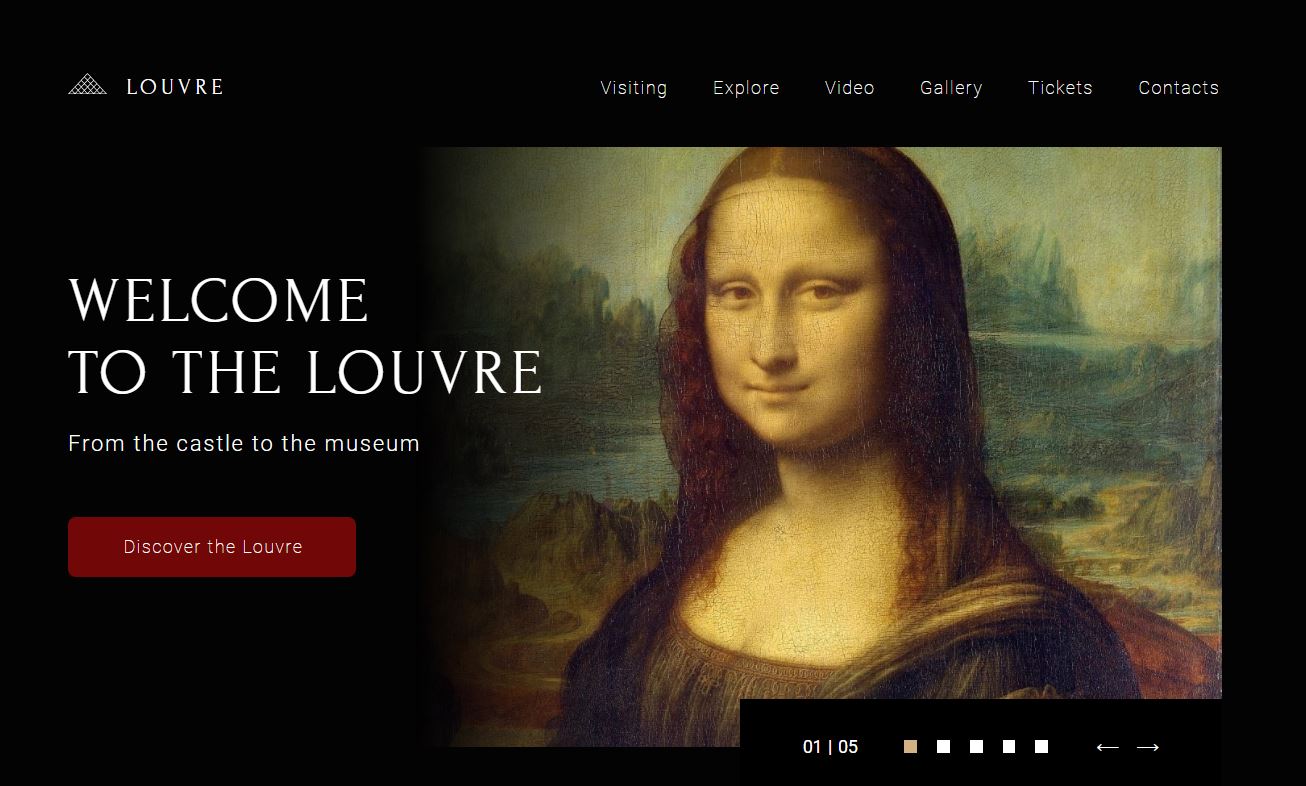 LOUVRE
Visiting Explore Video Gallery Tickets Contacts
WELCOME
TO THE LOUVRE
From the castle to the museum
Discover the Louvre
01 | 05